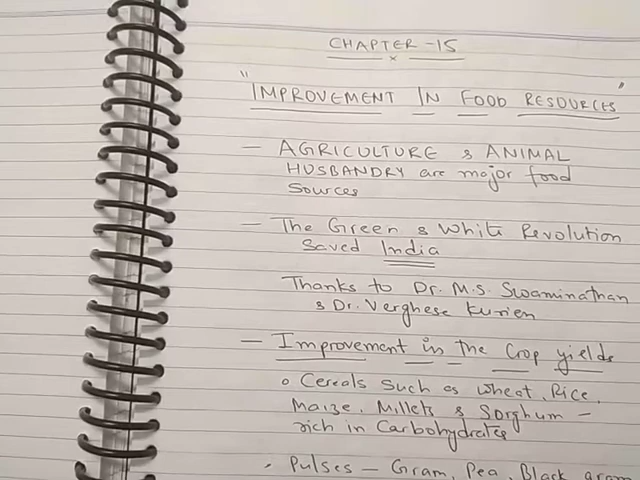 CHAPTER -15
"IMPROVEMENT IN FOOD RESOURCES"
- AGRICULTURE & ANIMAL
HUSBANDRY are major food
Sources
- The Green & White Revolution
Saved India
Thanks to Dr. M.S. Swaminathan
& Dr. Verghese Kurien
- Improvement in the Crop yields
o Cereals Such as Wheat, Rice,
Maize, Millets & Sorghum -
rich in Carbohydrates
• Pulses - Gram, Pea, Black gram